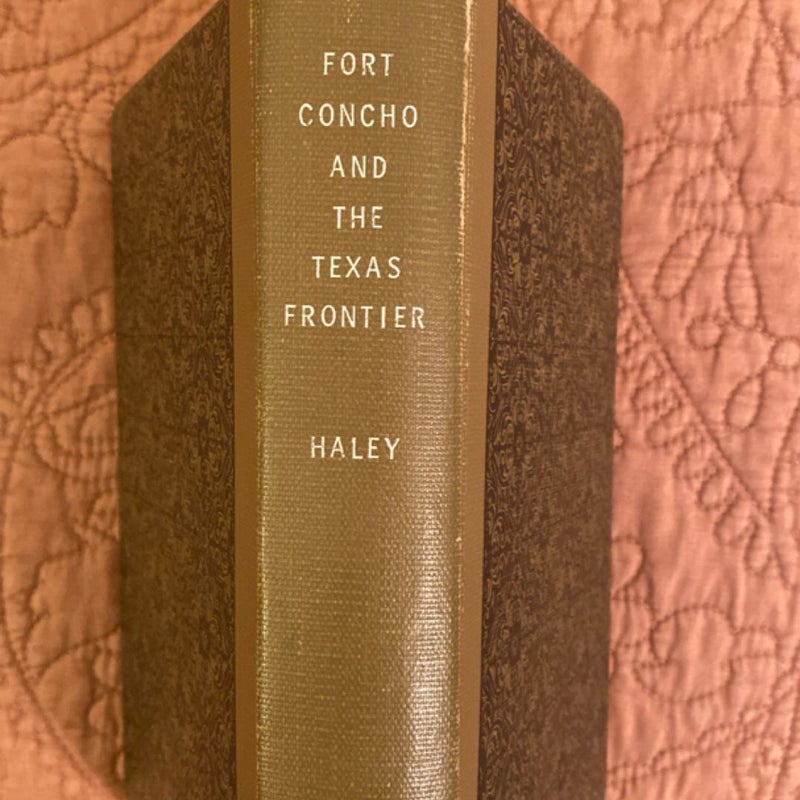 FORT
CONCHO
AND
THE
TEXAS
FRONTIER
HALEY